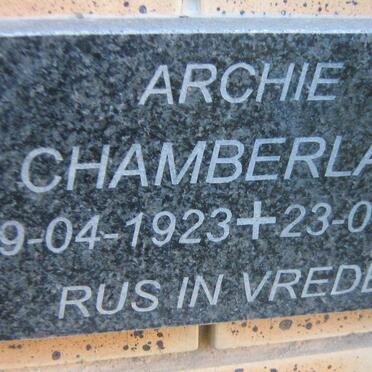 ARCHIE
CHAMBERLA
9-04-1923+23-0
RUS IN VREDE